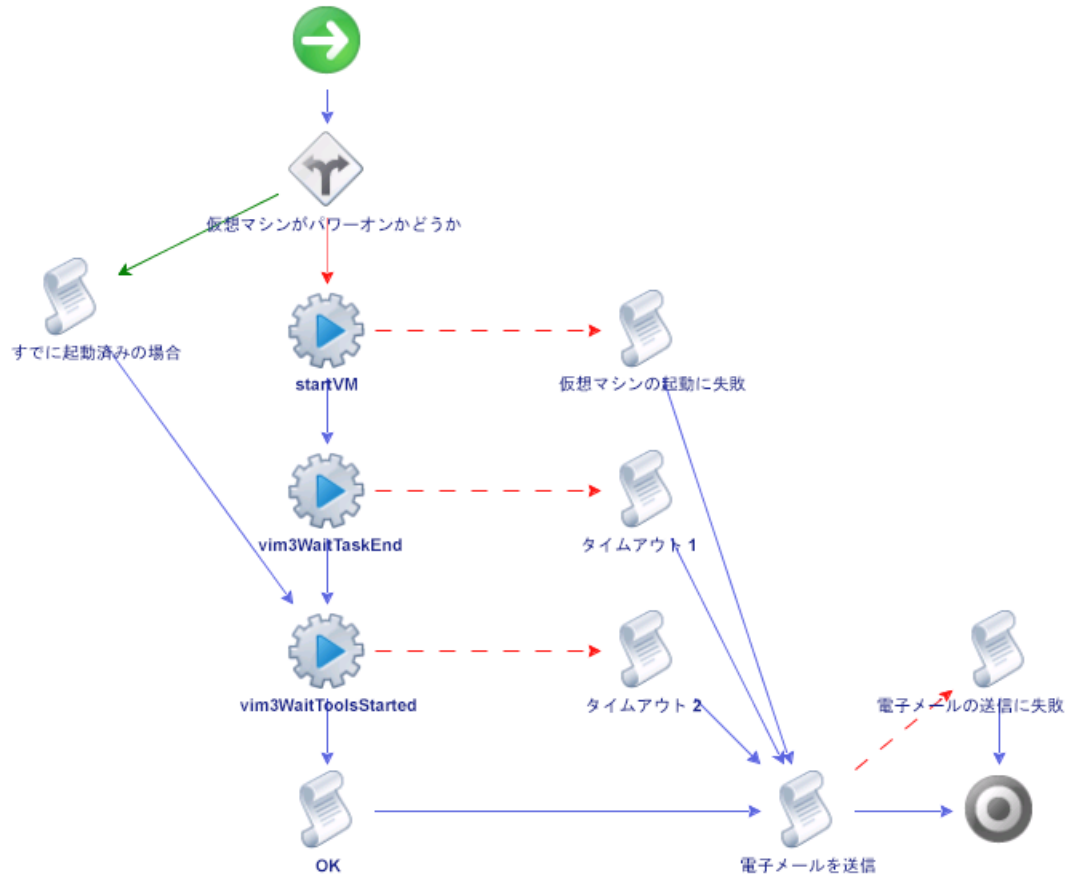 仮想マシンがパワーオンかどうか
すでに起動済みの場合
startVM
仮想マシンの起動に失敗
vim3WaitTaskEnd
タイムアウト 1
vim3WaitToolsStarted
タイムアウト 2
電子メールの送信に失敗
OK
電子メールを送信